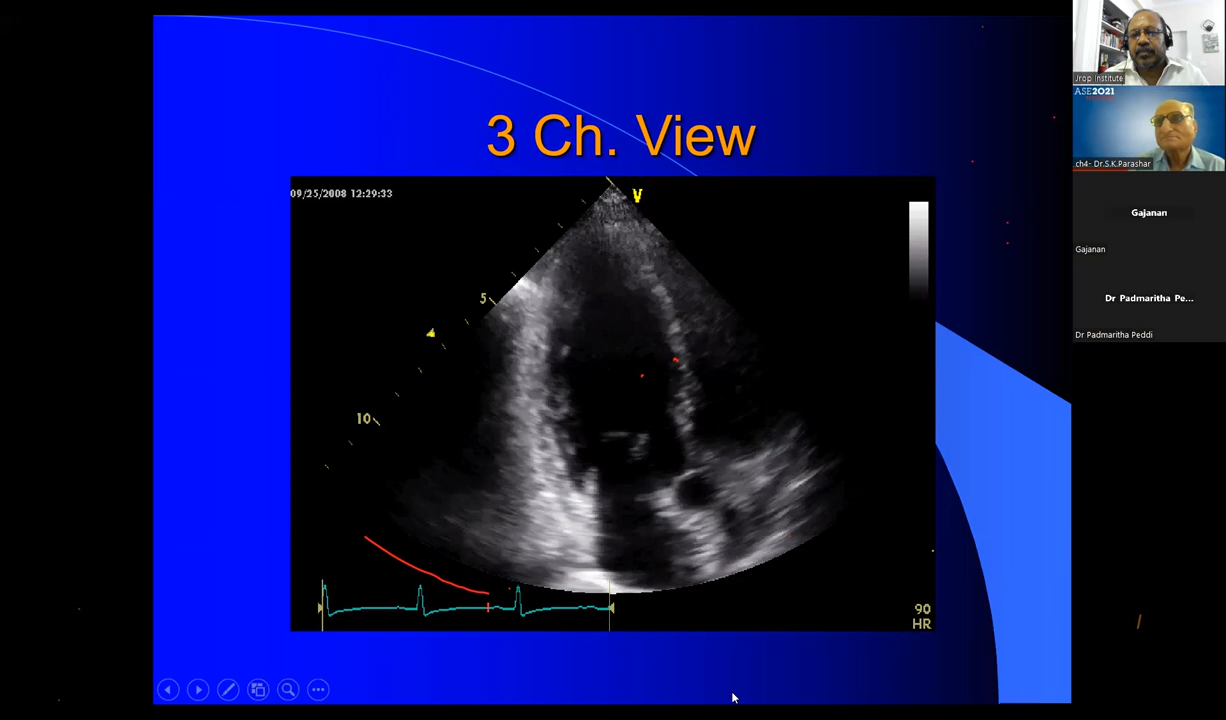 3 Ch. View
09/25/2008 12:29:33
V
5
10
90
HR
Jrop Institute
ASE2021
ch4- Dr.S.K.Parashar
Gajanan
Gajanan
Dr Padmaritha Pe...
Dr Padmaritha Peddi